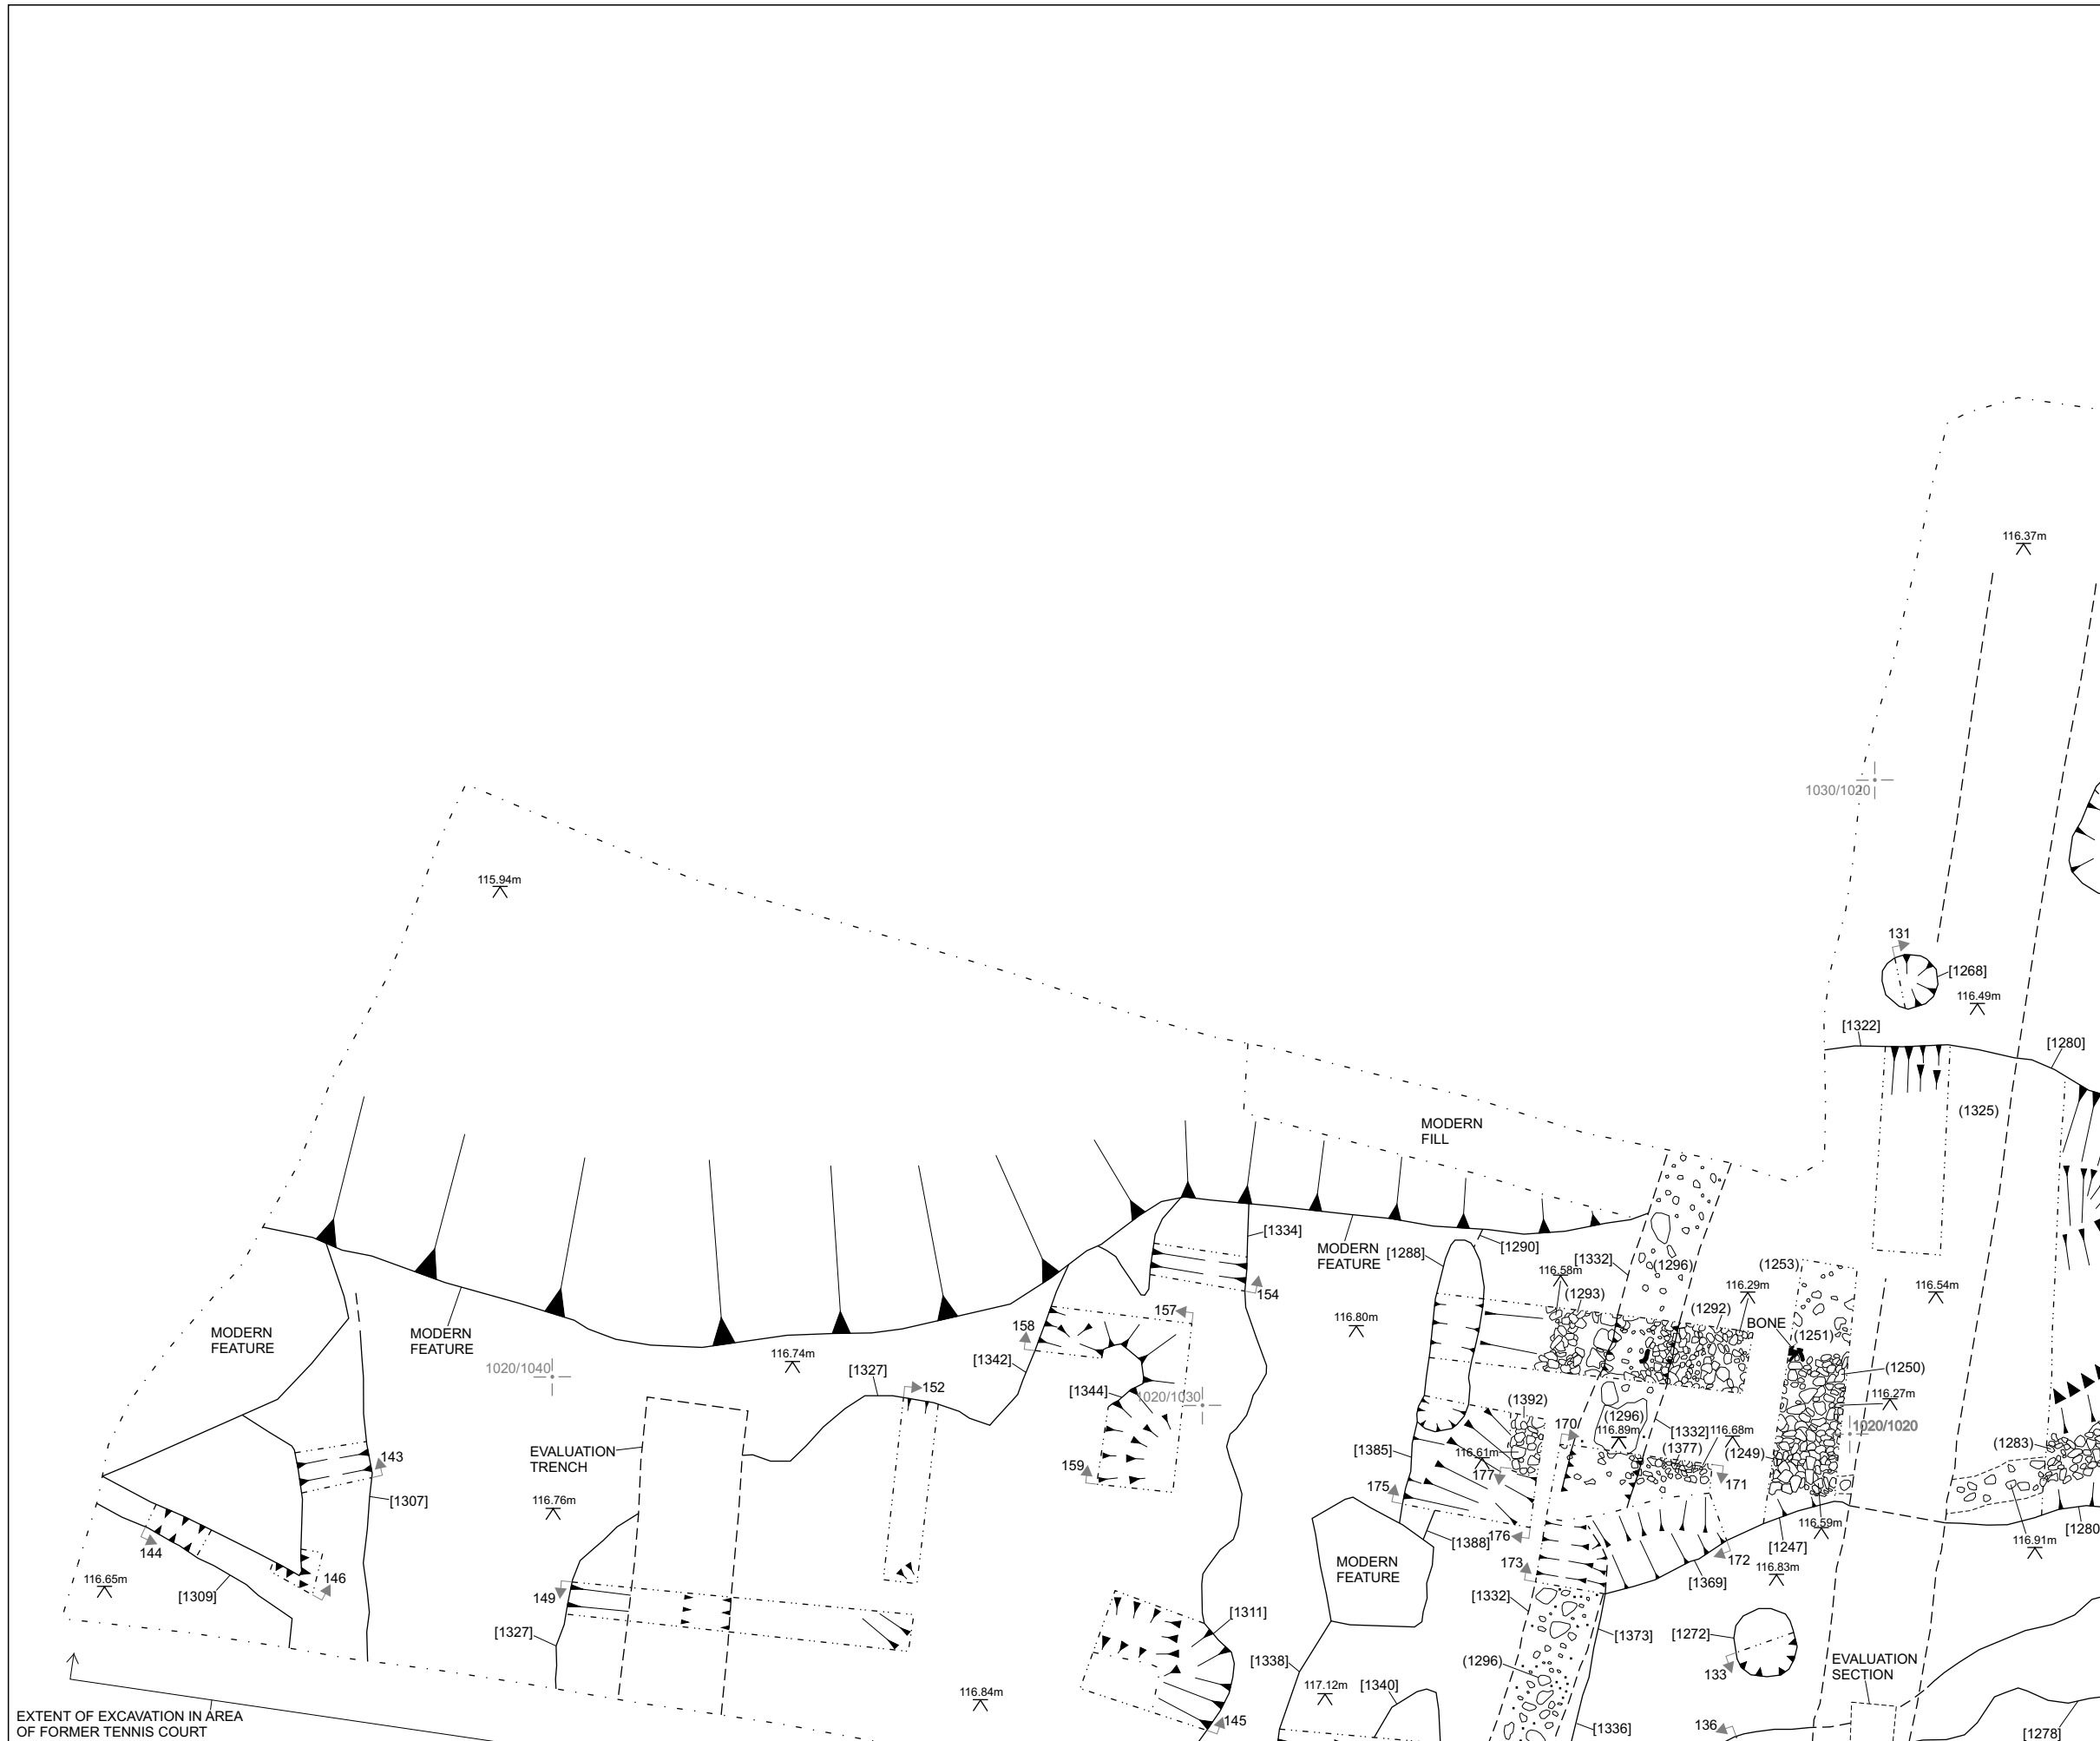 116.37m
1030/1020
115.94m
131
[1268]
116.49m
[1322]
[1280]
(1325)
MODERN
FILL
[1334]
MODERN
FEATURE
[1288]
[1290]
[1332]
(1296)
(1253)
116.58m
(1293)
116.29m
116.54m
154
157
(1292)
BONE
(1251)
116.80m
158
MODERN
FEATURE
MODERN
FEATURE
116.74m
[1342]
1020/1040
[1327]
152
[1344]
1020/1030
(1250)
116.27m
(1392)
(1296)
116.89m
170
[1332]
116.68m
1020/1020
EVALUATION
TRENCH
143
[1385]
116.61m
(1377)
(1249)
(1283)
159
177
171
175
[1307]
116.76m
176
[1388]
116.59m
[1280
144
173
172
[1247]
116.91m
MODERN
FEATURE
116.83m
146
116.65m
[1309]
[1369]
149
[1332]
[1311]
[1327]
[1373]
[1272]
[1338]
(1296)
133
EVALUATION
SECTION
116.84m
117.12m
[1340]
EXTENT OF EXCAVATION IN AREA
OF FORMER TENNIS COURT
145
[1336]
136
[1278]